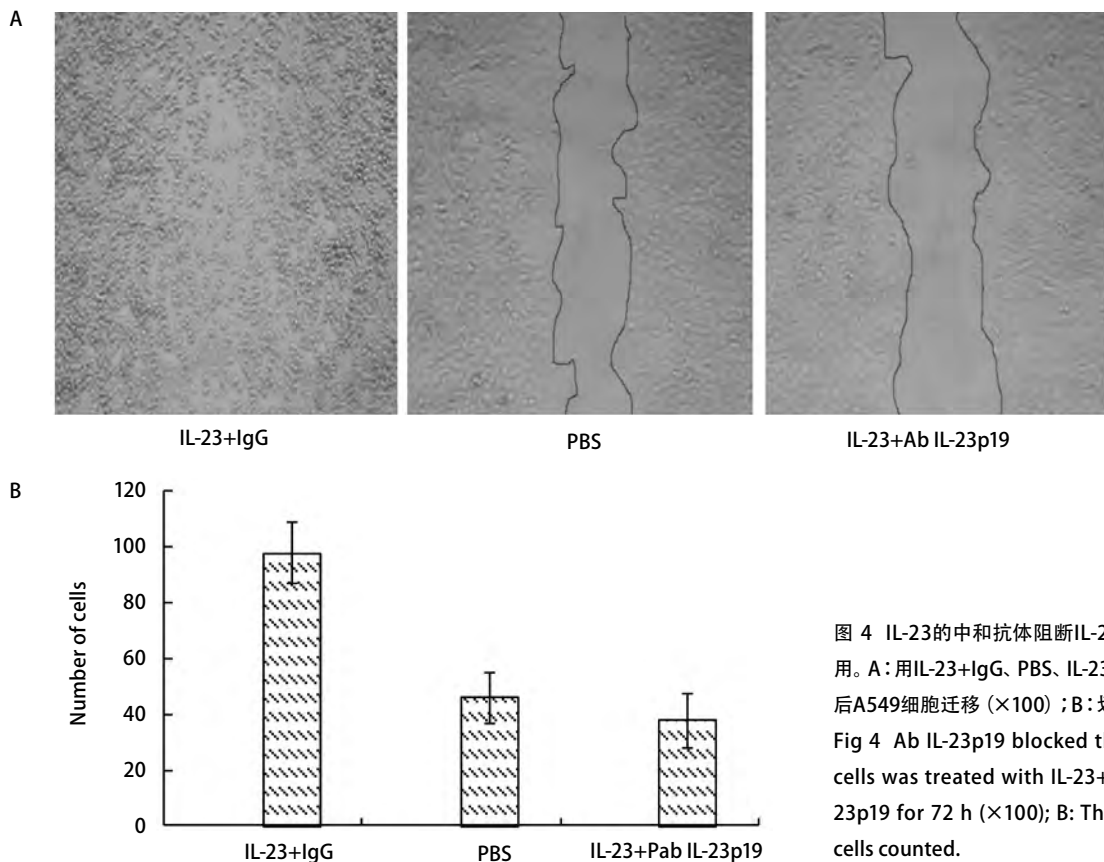 A
IL-23+IgG
PBS
IL-23+Ab IL-23p19
B
120
100
80
60
40
20
0
Number of cells
IL-23+IgG
PBS
IL-23+Pab IL-23p19
图 4 IL-23的中和抗体阻断IL-2
用。A：用IL-23+IgG、PBS、IL-23
后A549细胞迁移（×100）；B：
Fig 4 Ab IL-23p19 blocked th
cells was treated with IL-23+
23p19 for 72 h (×100); B: Th
cells counted.